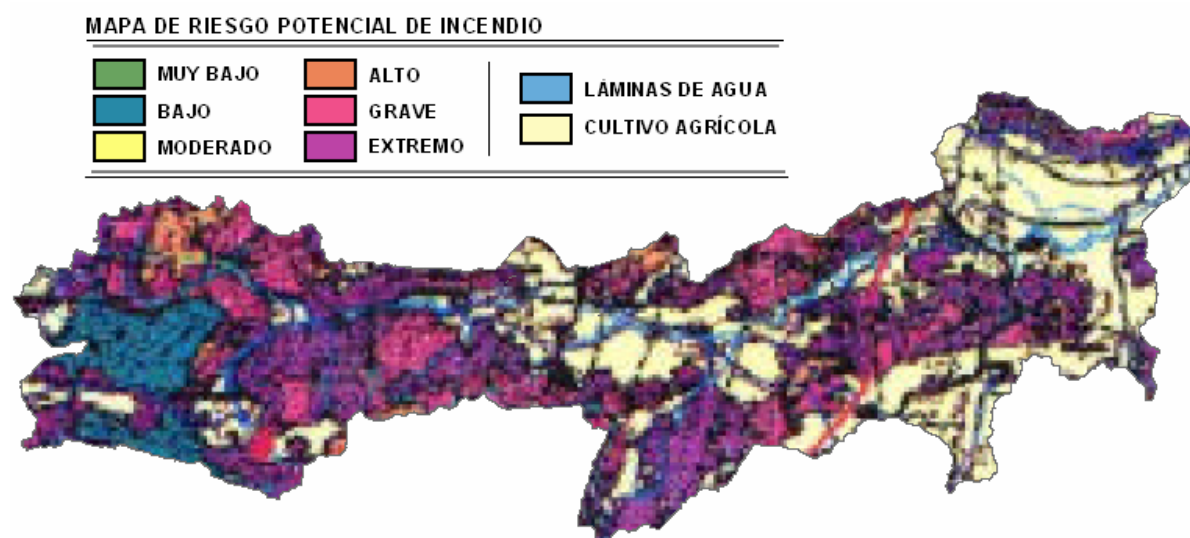 MAPA DE RIESGO POTENCIAL DE INCENDIO
MUY BAJO
BAJO
MODERADO
ALTO
GRAVE
EXTREMO
LÁMINAS DE AGUA
CULTIVO AGRÍCOLA